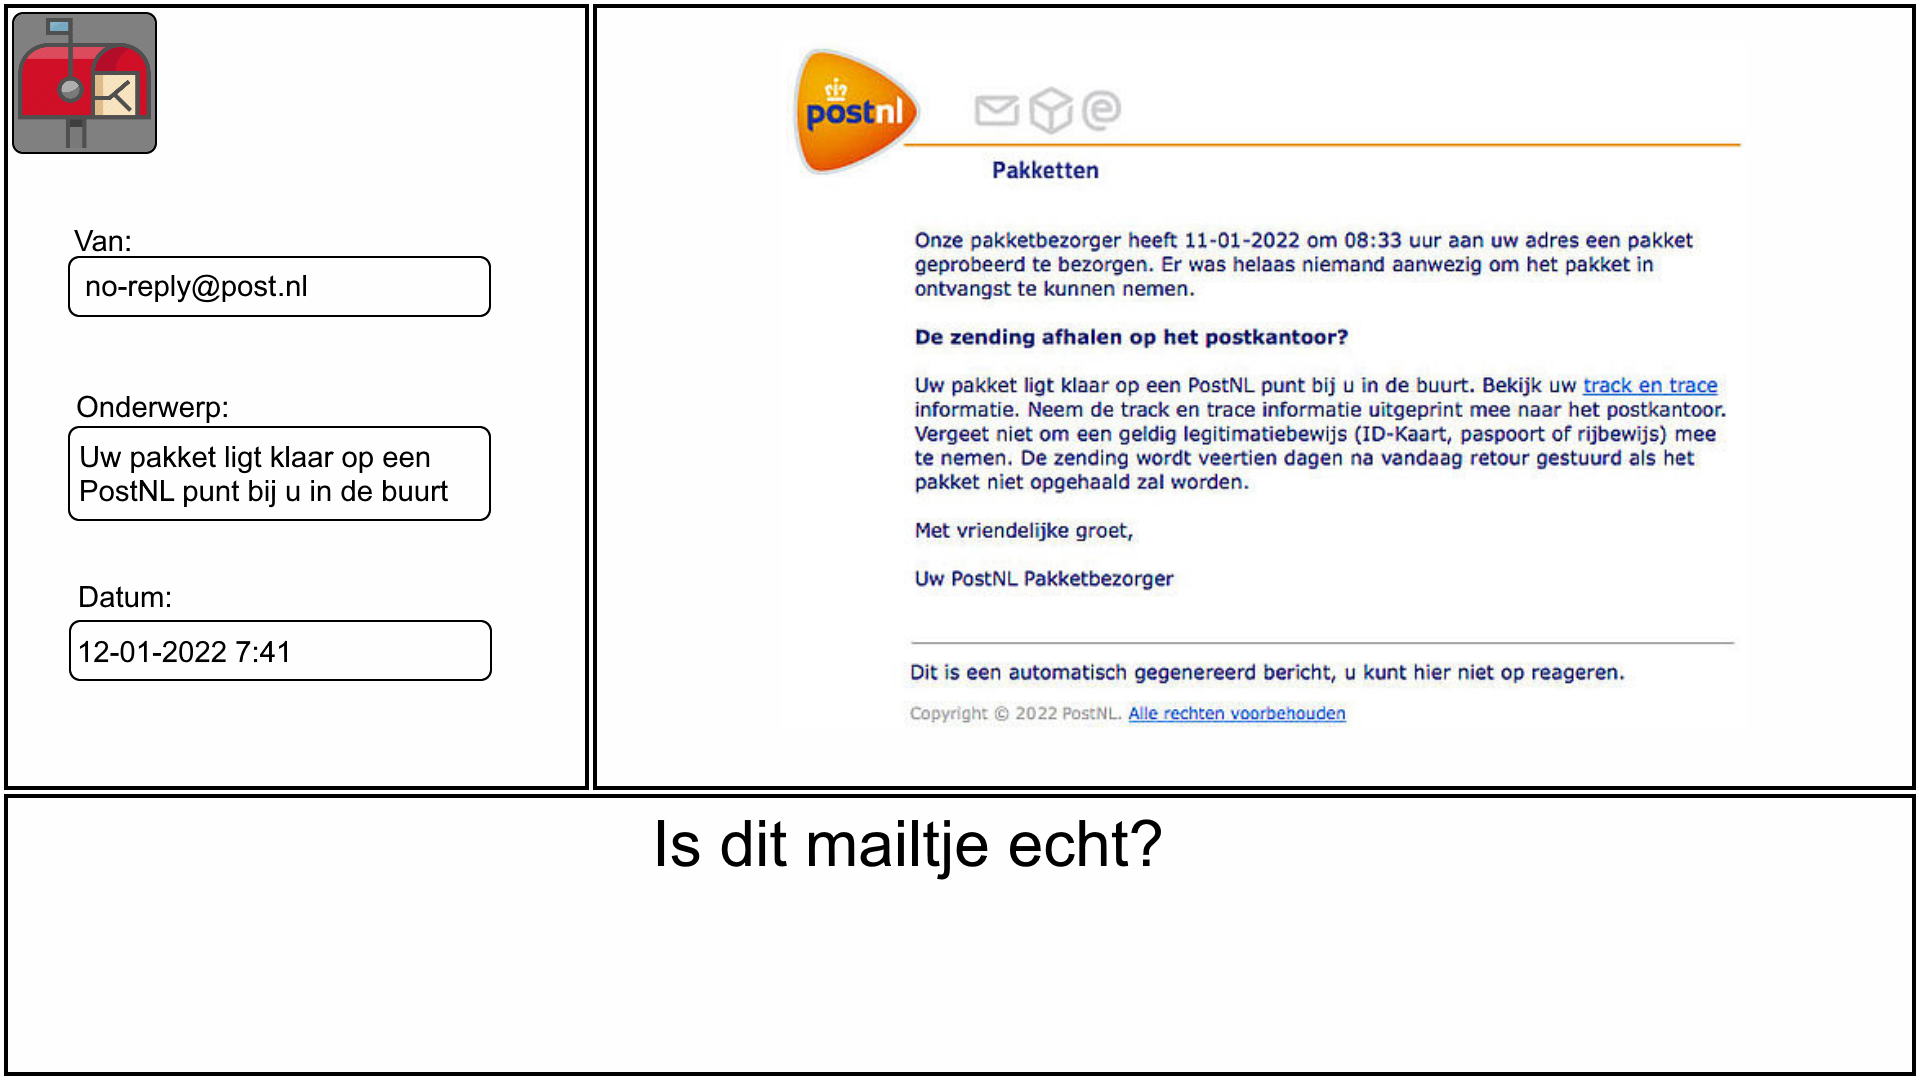 Van:
no-reply@post.nl
Onderwerp:
Uw pakket ligt klaar op een
PostNL punt bij u in de buurt
Datum:
12-01-2022 7:41
postnl
Pakketten
Onze pakketbezorger heeft 11-01-2022 om 08:33 uur aan uw adres een pakket
geprobeerd te bezorgen. Er was helaas niemand aanwezig om het pakket in
ontvangst te kunnen nemen.
De zending afhalen op het postkantoor?
Uw pakket ligt klaar op een PostNL punt bij u in de buurt. Bekijk uw track en trace
informatie. Neem de track en trace informatie uitgeprint mee naar het postkantoor.
Vergeet niet om een geldig legitimatiebewijs (ID-Kaart, paspoort of rijbewijs) mee
te nemen. De zending wordt veertien dagen na vandaag retour gestuurd als het
pakket niet opgehaald zal worden.
Met vriendelijke groet,
Uw PostNL Pakketbezorger
Dit is een automatisch gegenereerd bericht, u kunt hier niet op reageren.
Copyright © 2022 PostNL. Alle rechten voorbehouden
Is dit mailtje echt?